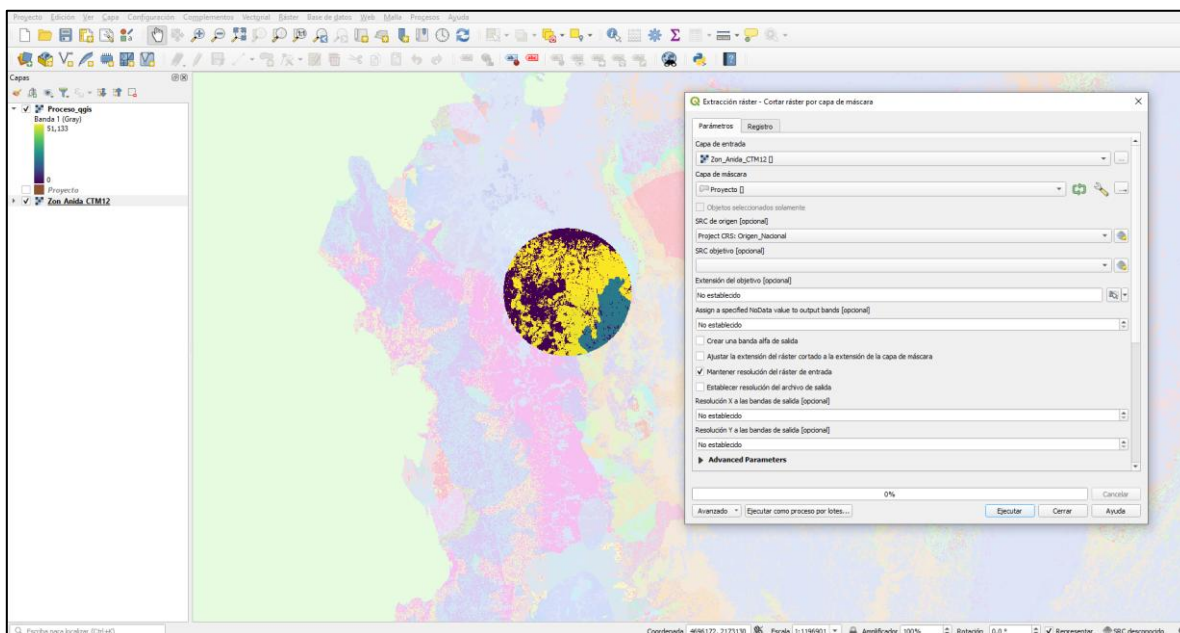 Proyecto Edición Ver Capa Configuración Complementos Vectorial Ráster Base de datos Web Malla Procesos Ayuda
Capas
Proceso_qgis
Banda 1 (Gray)
51,133
0
Proyecto
Zon_Anida_CTM12
Extracción ráster - Cortar ráster por capa de máscara
Parámetros Registro
Capa de entrada
Zon_Anida_CTM12 []
Capa de máscara
Proyecto []
Objetos seleccionados solamente
SRC de origen [opcional]
Project CRS: Origen_Nacional
SRC objetivo [opcional]
Extensión del objetivo [opcional]
No establecido
Assign a specified NoData value to output bands [opcional]
No establecido
Crear una banda alfa de salida
Ajustar la extensión del ráster cortado a la extensión de la capa de máscara
Mantener resolución del ráster de entrada
Establecer resolución del archivo de salida
Resolución X a las bandas de salida [opcional]
No establecido
Resolución Y a las bandas de salida [opcional]
No establecido
Advanced Parameters
0% Cancelar
Avanzado Ejecutar como proceso por lotes... Ejecutar Cerrar Ayuda
Escriba para localizar (Ctrl+K) Coordenada 4696172, 2173130 Escala 1:1196901 Amplificador 100% Rotación 0,0 ° Representar SRC desconocido